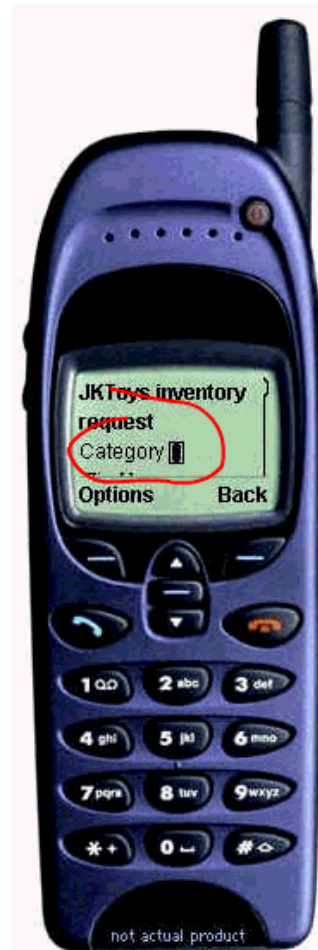 JKToys inventory
request
Category []
Options Back
1
2 abc 3 def
4 ghi 5 jkl 6 mno
7 pqrs 8 tuv 9 wxyz
* + 0 #
not actual product